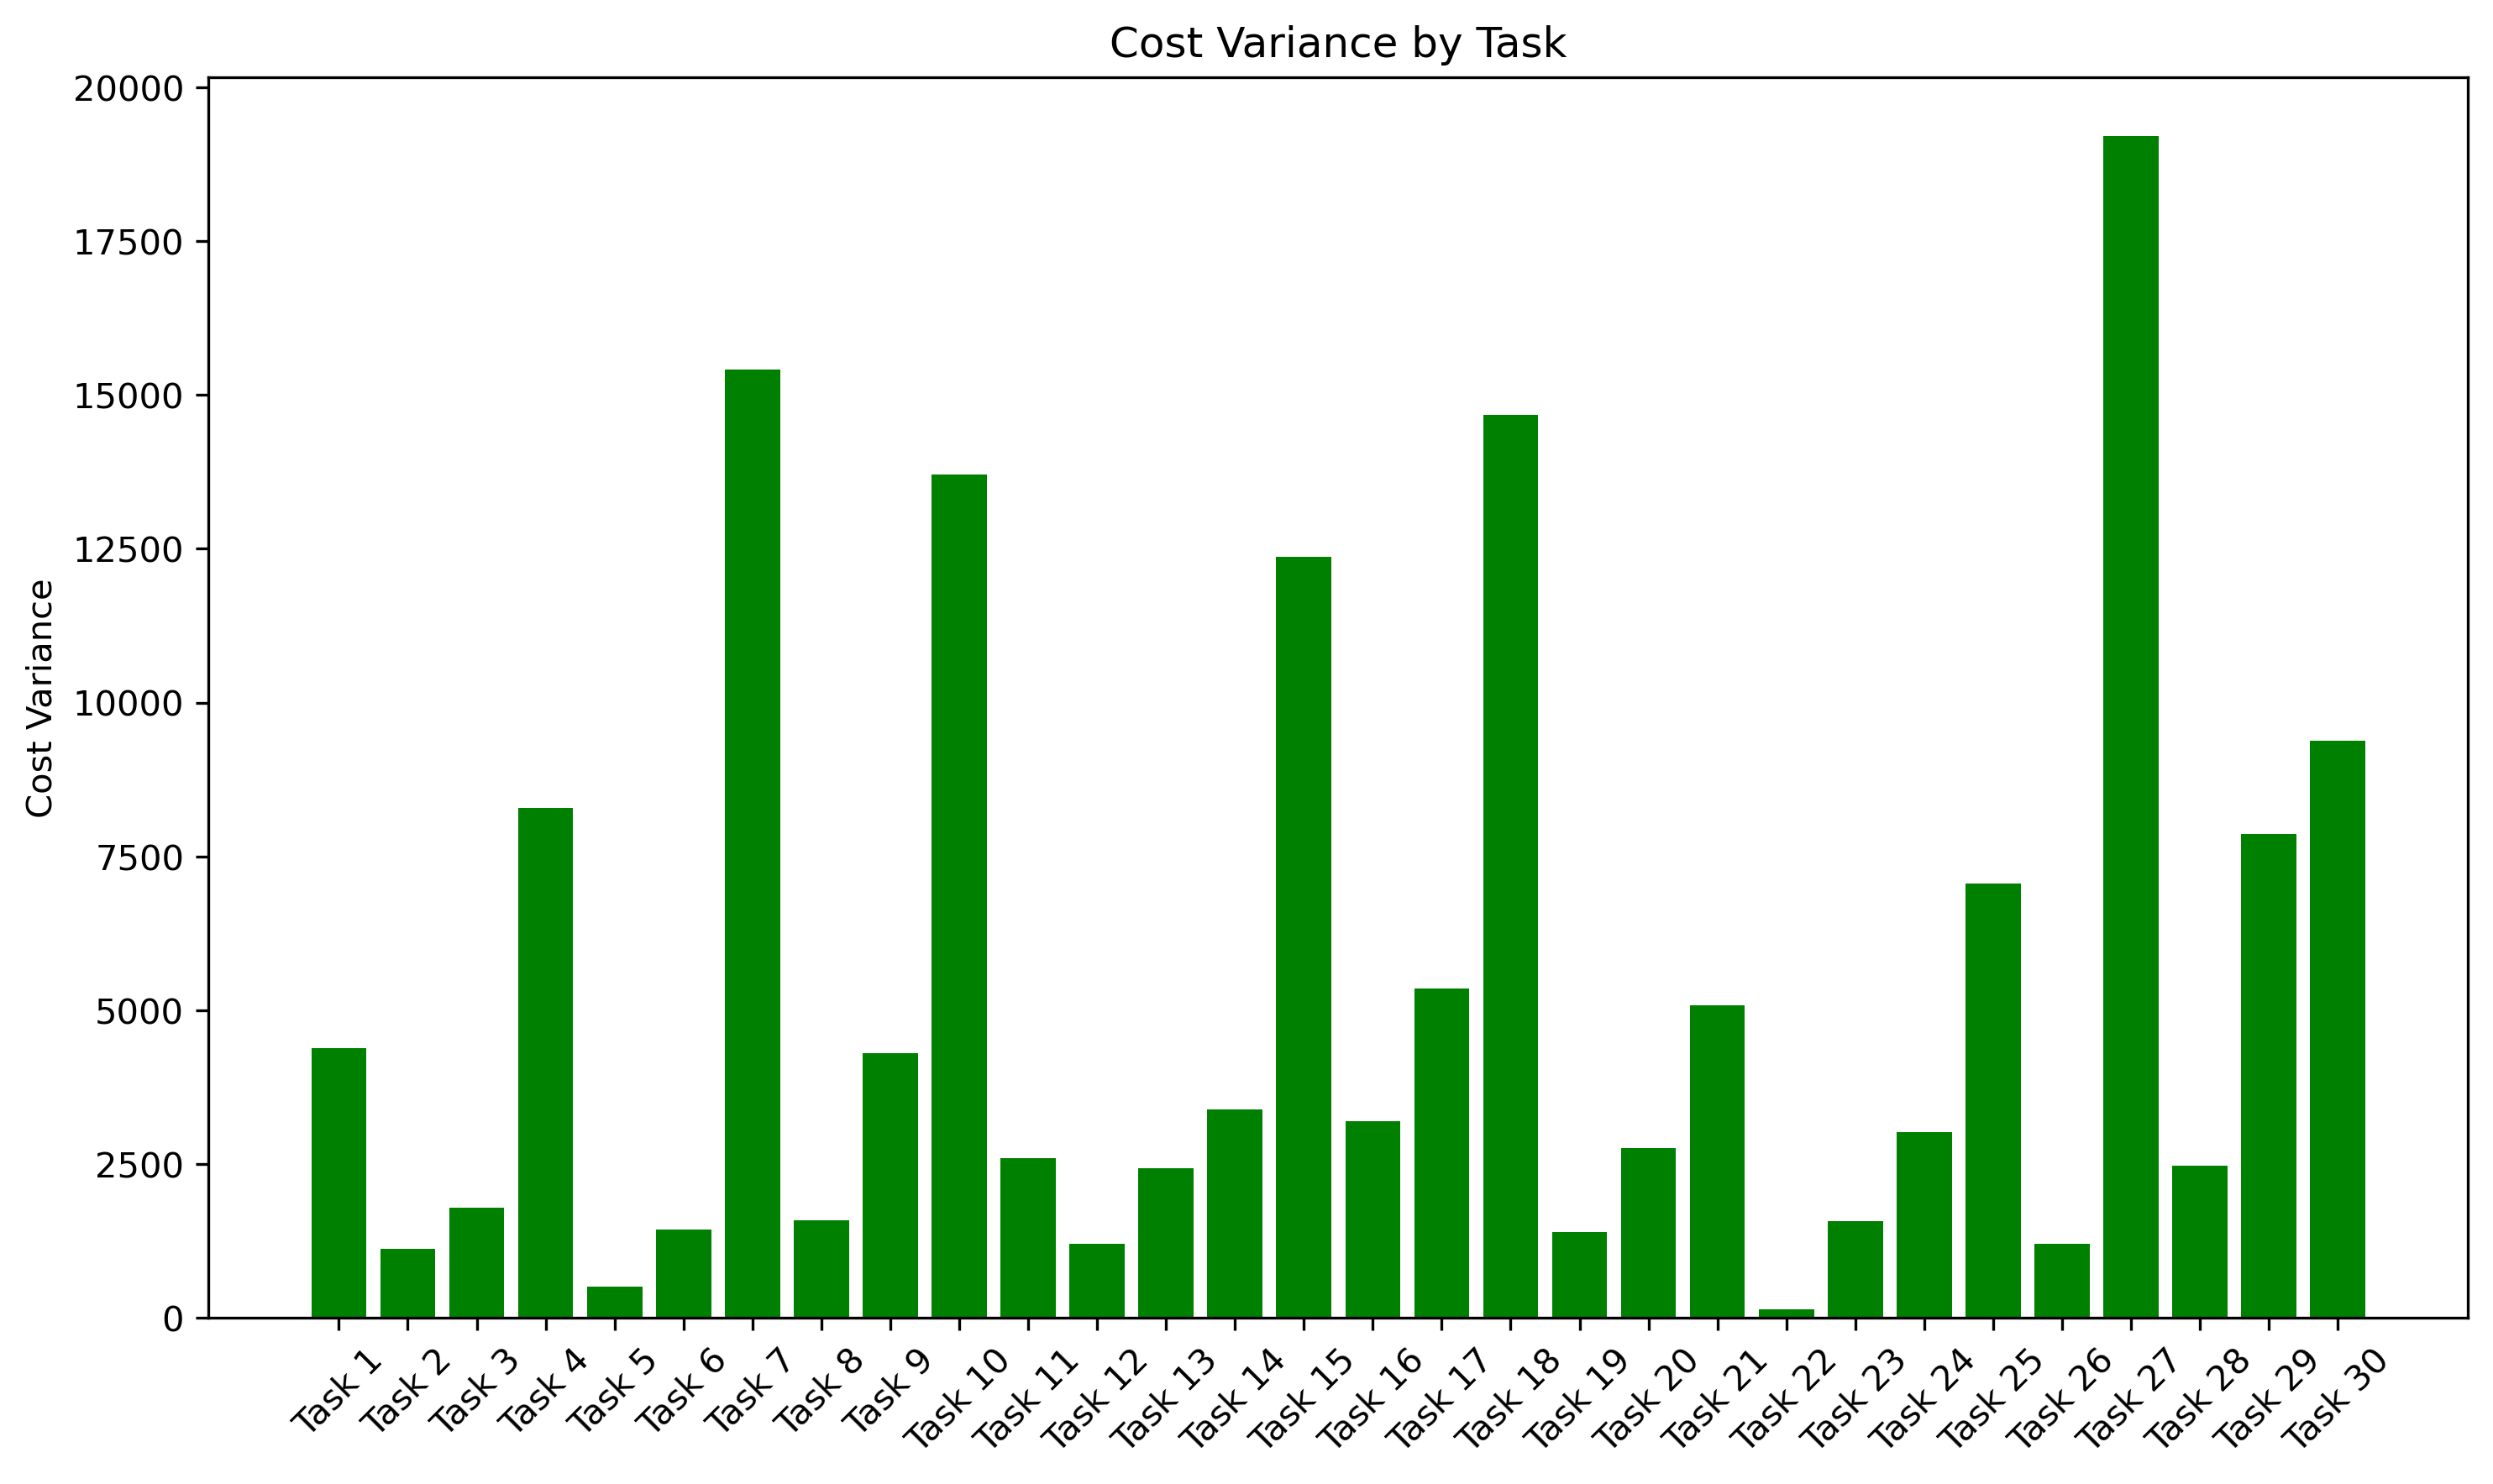 Cost Variance by Task
Cost Variance
20000
17500
15000
12500
10000
7500
5000
2500
0
Task 1
Task 2
Task 3
Task 4
Task 5
Task 6
Task 7
Task 8
Task 9
Task 10
Task 11
Task 12
Task 13
Task 14
Task 15
Task 16
Task 17
Task 18
Task 19
Task 20
Task 21
Task 22
Task 23
Task 24
Task 25
Task 26
Task 27
Task 28
Task 29
Task 30